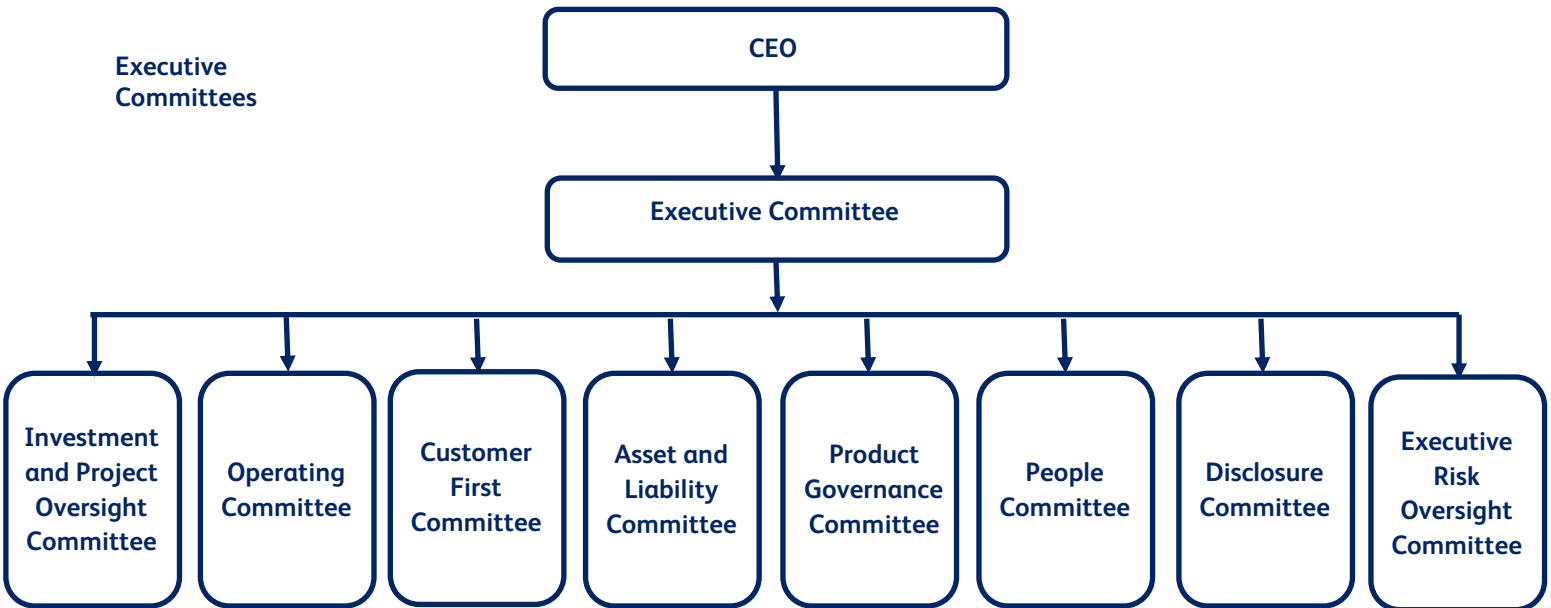 Executive
Committees
CEO
Executive Committee
Investment
and Project
Oversight
Committee
Operating
Committee
Customer
First
Committee
Asset and
Liability
Committee
Product
Governance
Committee
People
Committee
Disclosure
Committee
Executive
Risk
Oversight
Committee